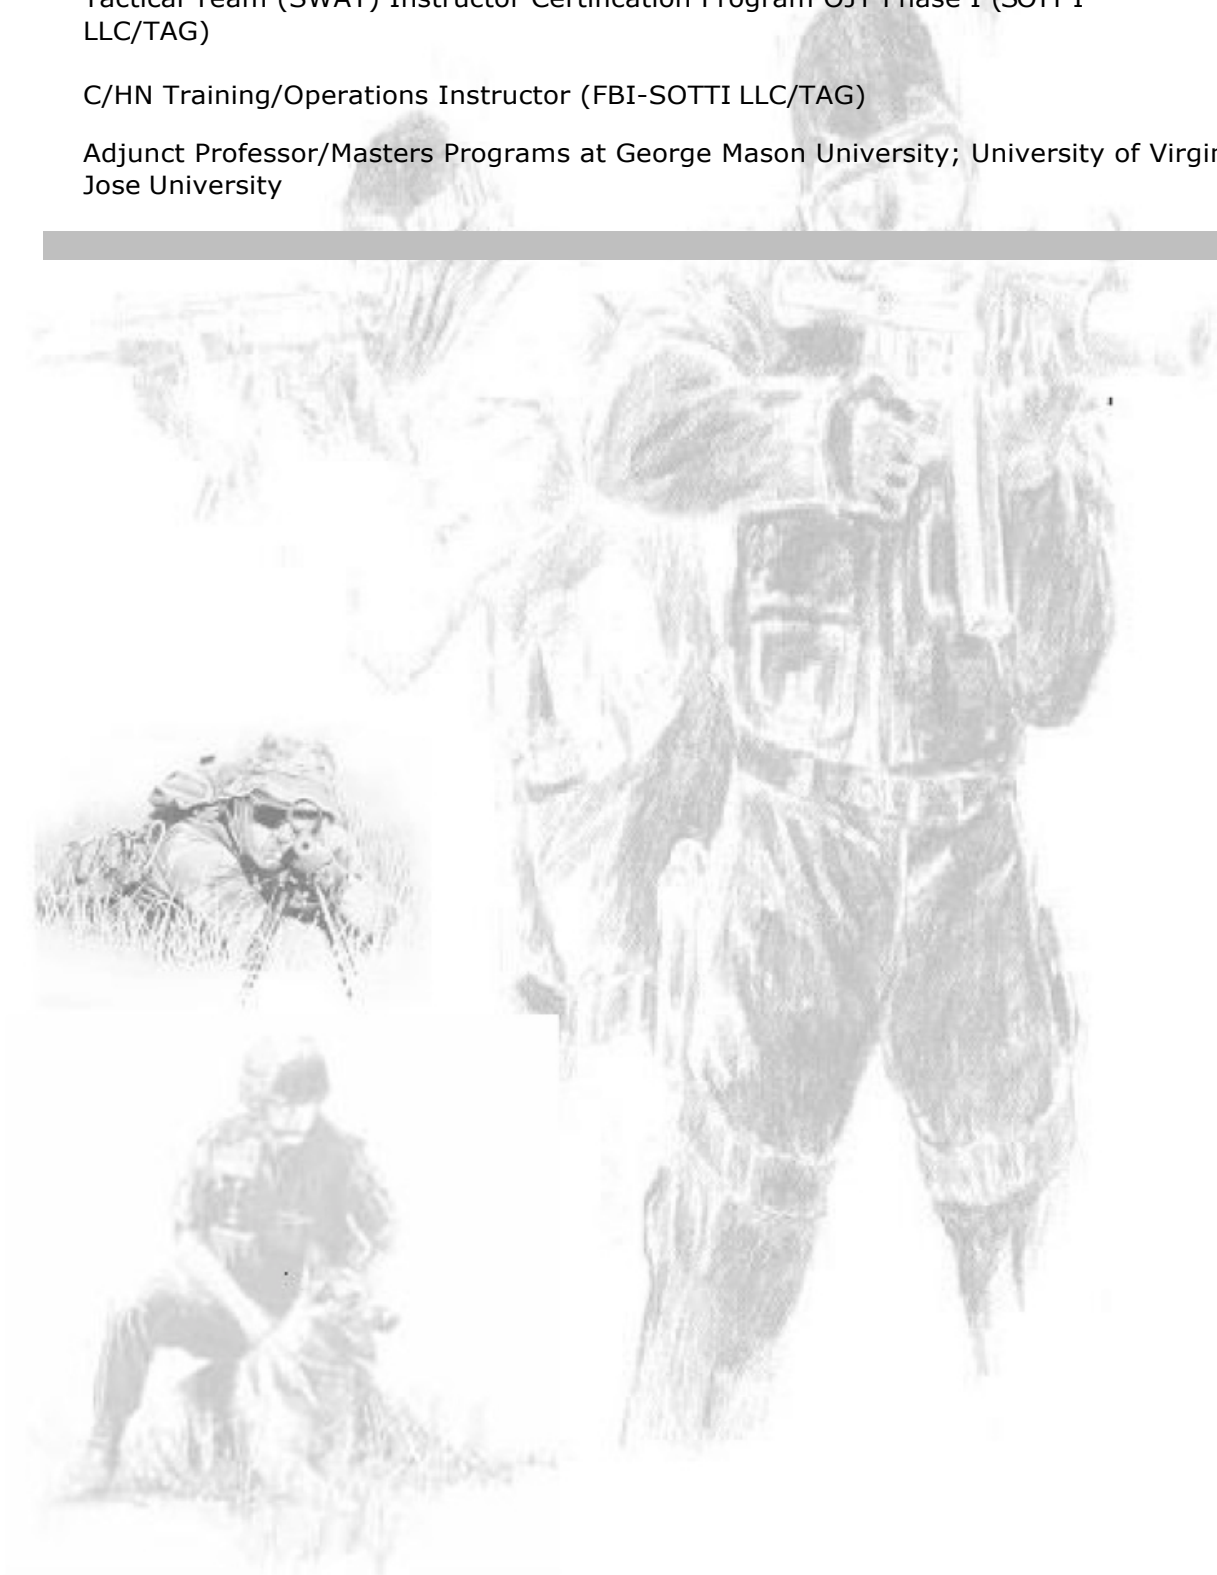 Tactical Team (SWAT) Instructor Certification Program OJT Phase I (SOTTI
LLC/TAG)
C/HN Training/Operations Instructor (FBI-SOTTI LLC/TAG)
Adjunct Professor/Masters Programs at George Mason University; University of Virgin
Jose University